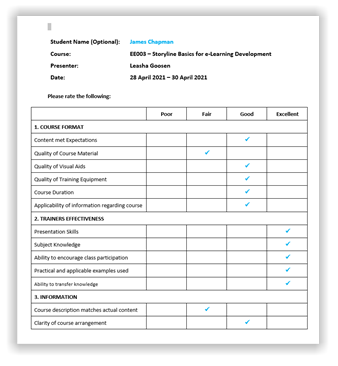 Student Name (Optional): James Chapman
Course: EE003 – Storyline Basics for e-Learning Development
Presenter: Leasha Goosen
Date: 28 April 2021 – 30 April 2021
Please rate the following:
Poor Fair Good Excellent
1. COURSE FORMAT
Content met Expectations ✓
Quality of Course Material ✓
Quality of Visual Aids ✓
Quality of Training Equipment ✓
Course Duration ✓
Applicability of information regarding course ✓
2. TRAINERS EFFECTIVENESS
Presentation Skills ✓
Subject Knowledge ✓
Ability to encourage class participation ✓
Practical and applicable examples used ✓
Ability to transfer knowledge ✓
3. INFORMATION
Course description matches actual content ✓
Clarity of course arrangement ✓